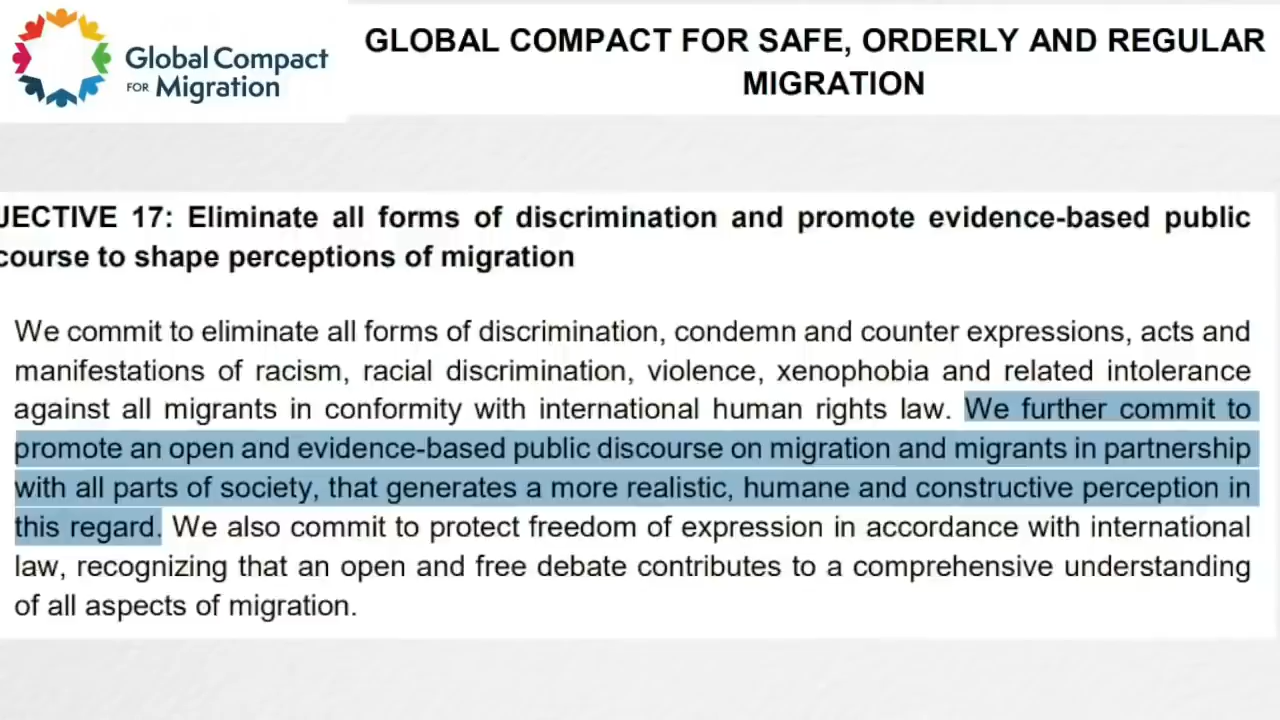 Global Compact
FOR Migration
GLOBAL COMPACT FOR SAFE, ORDERLY AND REGULAR
MIGRATION
JECTIVE 17: Eliminate all forms of discrimination and promote evidence-based public
course to shape perceptions of migration
We commit to eliminate all forms of discrimination, condemn and counter expressions, acts and
manifestations of racism, racial discrimination, violence, xenophobia and related intolerance
against all migrants in conformity with international human rights law. We further commit to
promote an open and evidence-based public discourse on migration and migrants in partnership
with all parts of society, that generates a more realistic, humane and constructive perception in
this regard. We also commit to protect freedom of expression in accordance with international
law, recognizing that an open and free debate contributes to a comprehensive understanding
of all aspects of migration.